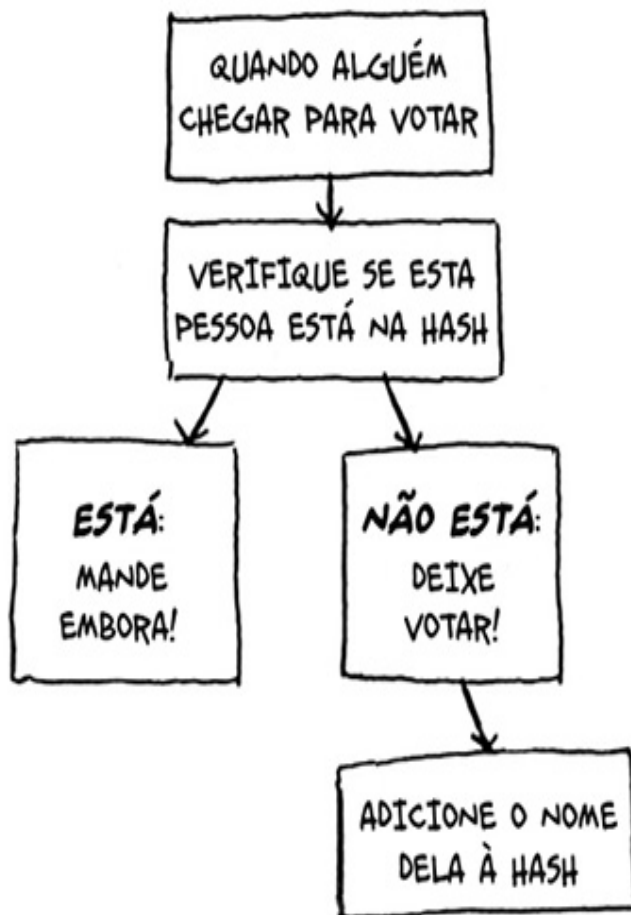 QUANDO ALGUÉM
CHEGAR PARA VOTAR
VERIFIQUE SE ESTA
PESSOA ESTÁ NA HASH
ESTÁ:
MANDE
EMBORA!
NÃO ESTÁ:
DEIXE
VOTAR!
ADICIONE O NOME
DELA À HASH